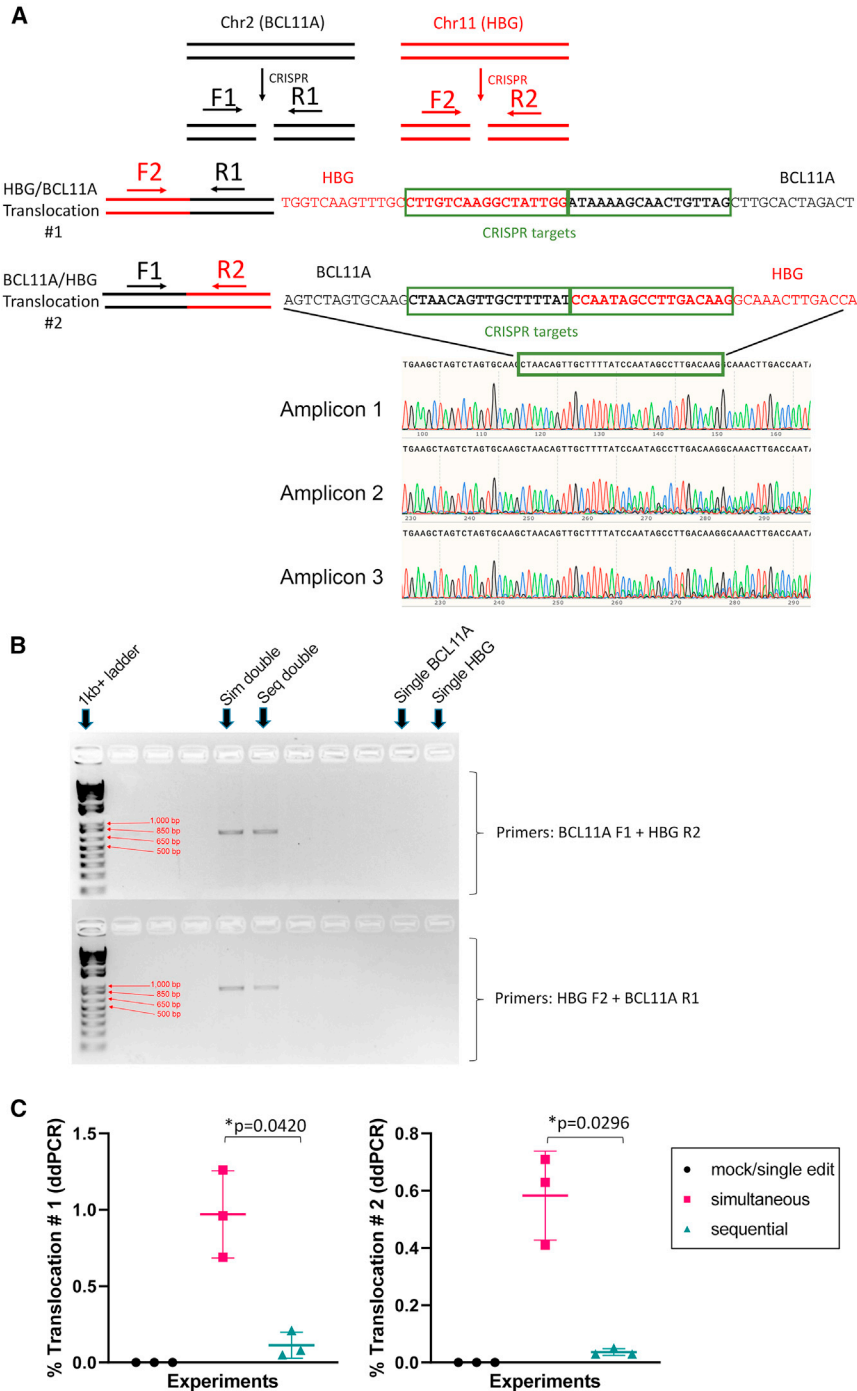 A
Chr2 (BCL11A)
Chr11 (HBG)
CRISPR
CRISPR
F1
R1
F2
R2
HBG/BCL11A
Translocation
#1
F2
R1
HBG
BCL11A
TGGTCAAGTTTGCCTTGTCAAGGCTATTGGATAAAAGCAACTGTTAGCTTGCACTAGACT
CRISPR targets
BCL11A/HBG
Translocation
#2
F1
R2
BCL11A
HBG
AGTCTAGTGCAAGCTAACAGTTGCTTTTATCCAATAGCCTTGACAAGGCAAACTTGACCA
CRISPR targets
TGAAGCTAGTCTAGTGCAAGCTAACAGTTGCTTTTATCCAATAGCCTTGACAAGGCAAACTTGACCAATA
Amplicon 1
100 110 120 130 140 150 160
TGAAGCTAGTCTAGTGCAAGCTAACAGTTGCTTTTATCCAATAGCCTTGACAAGGCAAACTTGACCAATA
Amplicon 2
230 240 250 260 270 280 290
TGAAGCTAGTCTAGTGCAAGCTAACAGTTGCTTTTATCCAATAGCCTTGACAAGGCAAACTTGACCAATA
Amplicon 3
230 240 250 260 270 280 290
B
1kb+ ladder
Sim double
Seq double
Single BCL11A
Single HBG
1,000 bp
850 bp
650 bp
500 bp
Primers: BCL11A F1 + HBG R2
1,000 bp
850 bp
650 bp
500 bp
Primers: HBG F2 + BCL11A R1
C
% Translocation # 1 (ddPCR)
1.5
1.0
0.5
0.0
*p=0.0420
Experiments
% Translocation # 2 (ddPCR)
0.8
0.6
0.4
0.2
0.0
*p=0.0296
Experiments
mock/single edit
simultaneous
sequential